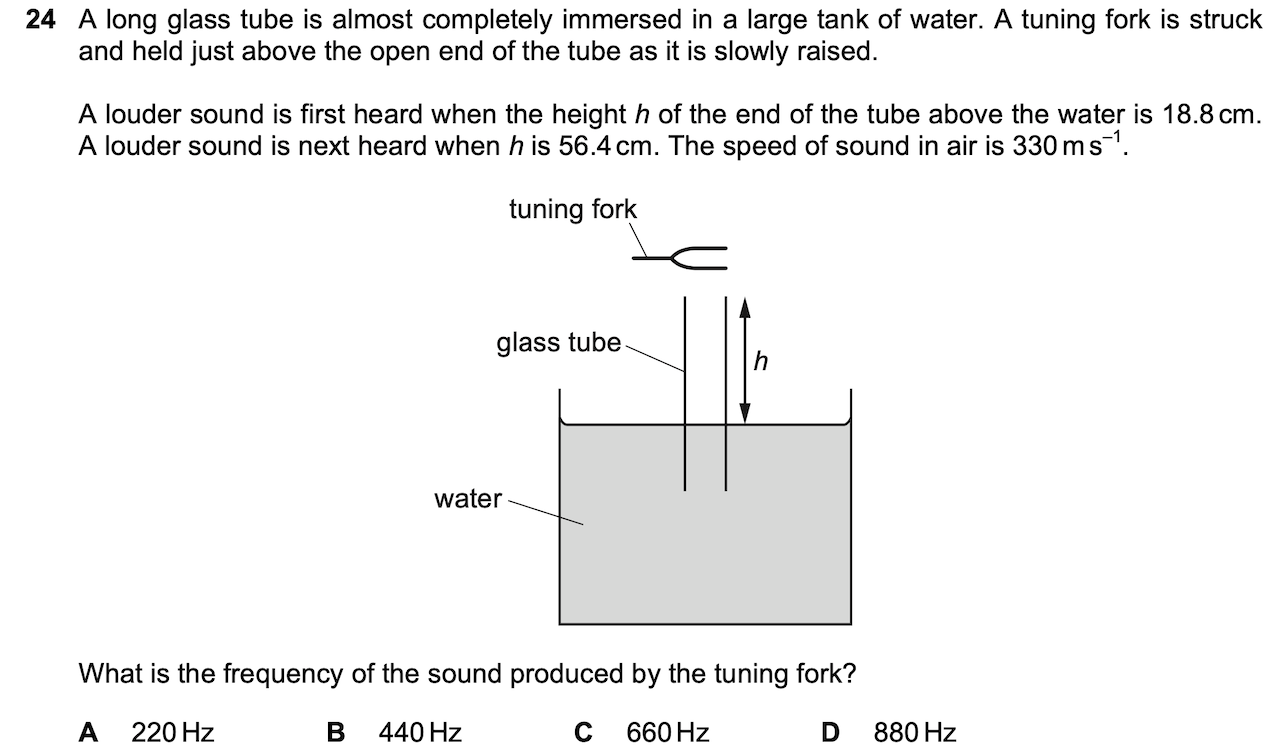 24 A long glass tube is almost completely immersed in a large tank of water. A tuning fork is struck
and held just above the open end of the tube as it is slowly raised.
A louder sound is first heard when the height h of the end of the tube above the water is 18.8 cm.
A louder sound is next heard when h is 56.4 cm. The speed of sound in air is 330 m s⁻¹.
tuning fork
glass tube
h
water
What is the frequency of the sound produced by the tuning fork?
A 220 Hz B 440 Hz C 660 Hz D 880 Hz